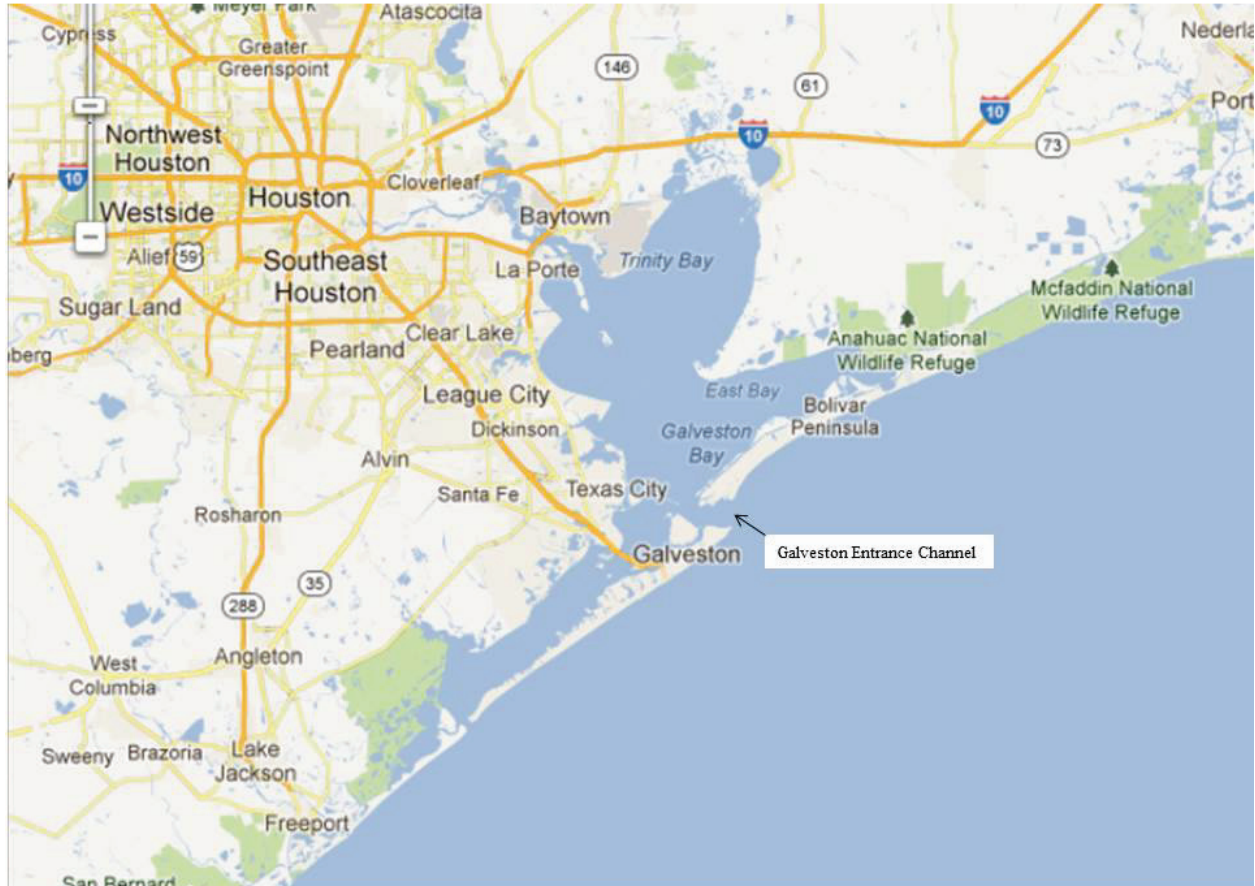 Meyer Park
Atascocita
Cypress
Nederla
Greater
Greenspoint
146
61
10
Port
10
73
Northwest
Houston
10
Cloverleaf
Houston
Westside
Baytown
Alief
59
Trinity Bay
Southeast
Houston
La Porte
Mcfaddin National
Wildlife Refuge
Sugar Land
Clear Lake
Anahuac National
Wildlife Refuge
nberg
Pearland
League City
East Bay
Bolivar
Peninsula
Dickinson
Galveston
Bay
Alvin
Santa Fe
Texas City
Rosharon
Galveston
Galveston Entrance Channel
35
288
West
Columbia
Angleton
Sweeny
Brazoria
Lake
Jackson
Freeport
San Bernard